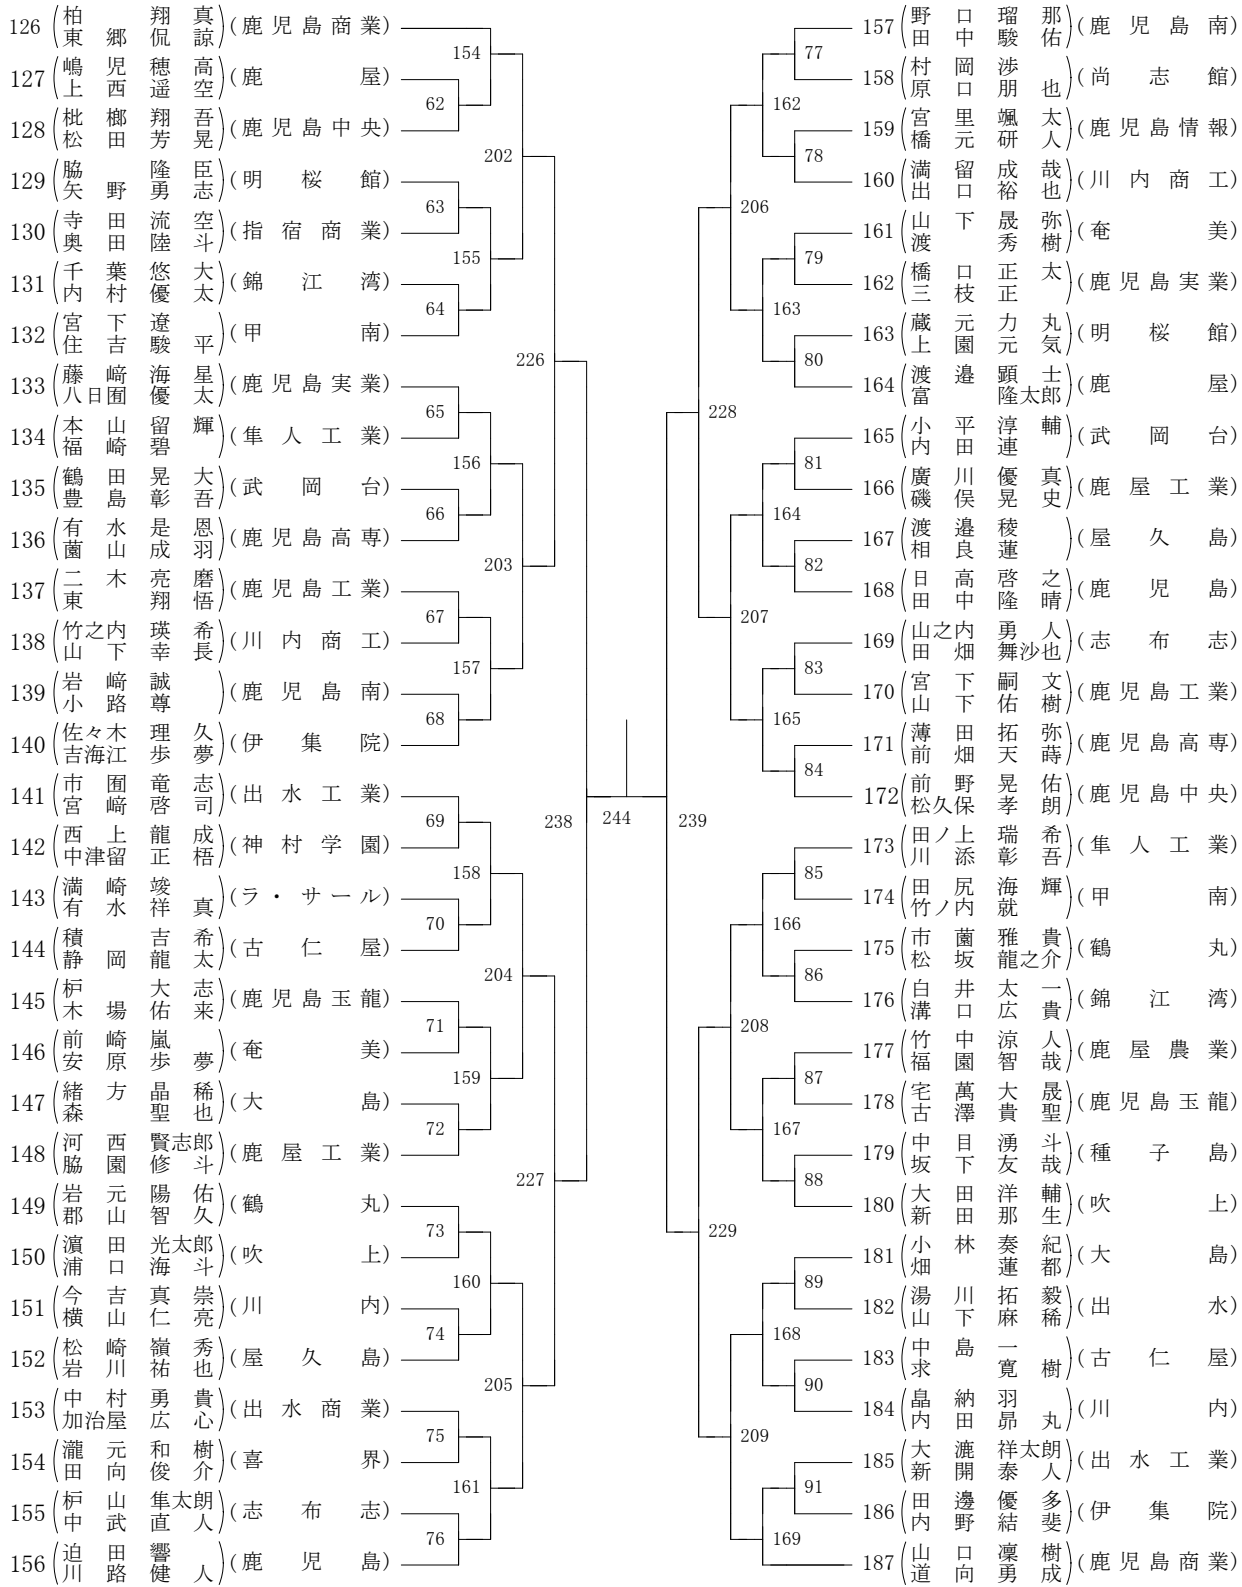 126 (柏 翔真 東郷侃諒) (鹿児島商業)
127 (嶋児穂高 上西遥空) (鹿屋)
128 (枇榔翔吾 松田芳晃) (鹿児島中央)
129 (脇隆臣 矢野勇志) (明桜館)
130 (寺田流空 奥田陸斗) (指宿商業)
131 (千葉悠大 内村優太) (錦江湾)
132 (宮下遼 住吉駿平) (甲南)
133 (藤﨑海星 八日囿優太) (鹿児島実業)
134 (本山留輝 福崎碧) (隼人工業)
135 (鶴田晃大 豊島彰吾) (武岡台)
136 (有水是恩 薗山成羽) (鹿児島高専)
137 (二木亮磨 東翔悟) (鹿児島工業)
138 (竹之内瑛希 山下幸長) (川内商工)
139 (岩﨑誠 小路尊) (鹿児島南)
140 (佐々木理久 吉海江歩夢) (伊集院)
141 (市囿竜志 宮﨑啓司) (出水工業)
142 (西上龍成 中津留正悟) (神村学園)
143 (満崎竣 有水祥真) (ラ・サール)
144 (積吉希 静岡龍太) (古仁屋)
145 (枦大志 木場佑来) (鹿児島玉龍)
146 (前崎嵐 安原歩夢) (奄美)
147 (緒方晶稀 森聖也) (大島)
148 (河西賢志郎 脇園修斗) (鹿屋工業)
149 (岩元陽佑 郡山智久) (鶴丸)
150 (濵田光太郎 浦口海斗) (吹上)
151 (今吉真崇 横山仁亮) (川内)
152 (松崎嶺秀 岩川祐也) (屋久島)
153 (中村勇貴 加治屋広心) (出水商業)
154 (瀧元和樹 田向俊介) (喜界)
155 (枦山隼太朗 中武直人) (志布志)
156 (迫田響 川路健人) (鹿児島)
154
62
202
63
155
64
226
65
156
66
203
67
157
68
238
69
158
70
204
71
159
72
227
73
160
74
205
75
161
76
244
239
77
162
78
206
79
163
80
228
81
164
82
207
83
165
84
85
166
86
208
87
167
88
229
89
168
90
209
91
169
157 (野口瑠那 田中駿佑) (鹿児島南)
158 (村岡渉 原口朋也) (尚志館)
159 (宮里颯太 橋元研人) (鹿児島情報)
160 (満留成哉 出口裕也) (川内商工)
161 (山下晟弥 渡秀樹) (奄美)
162 (橋口正太 三枝正) (鹿児島実業)
163 (蔵元力丸 上園元気) (明桜館)
164 (渡邉顕士 富隆太郎) (鹿屋)
165 (小平淳輔 内田連) (武岡台)
166 (廣川優真 磯俣晃史) (鹿屋工業)
167 (渡邉稜 相良蓮) (屋久島)
168 (日高啓之 田中隆晴) (鹿児島)
169 (山之内勇人 田畑舞沙也) (志布志)
170 (宮下嗣文 山下佑樹) (鹿児島工業)
171 (薄田拓弥 前畑天蒔) (鹿児島高専)
172 (前野晃佑 松久保孝朗) (鹿児島中央)
173 (田ノ上瑞希 川添彰吾) (隼人工業)
174 (田尻海輝 竹ノ内就) (甲南)
175 (市薗雅貴 松坂龍之介) (鶴丸)
176 (白井太一 溝口広貴) (錦江湾)
177 (竹中涼人 福園智哉) (鹿屋農業)
178 (宅萬大晟 古澤貴聖) (鹿児島玉龍)
179 (中目湧斗 坂下友哉) (種子島)
180 (大田洋輔 新田那生) (吹上)
181 (小林奏紀 畑蓮都) (大島)
182 (湯川拓毅 山下麻稀) (出水)
183 (中島一 求寛樹) (古仁屋)
184 (畠納羽 内田昴丸) (川内)
185 (大漉祥太朗 新開泰人) (出水工業)
186 (田邊優多 内野結斐) (伊集院)
187 (山口凜樹 道向勇成) (鹿児島商業)